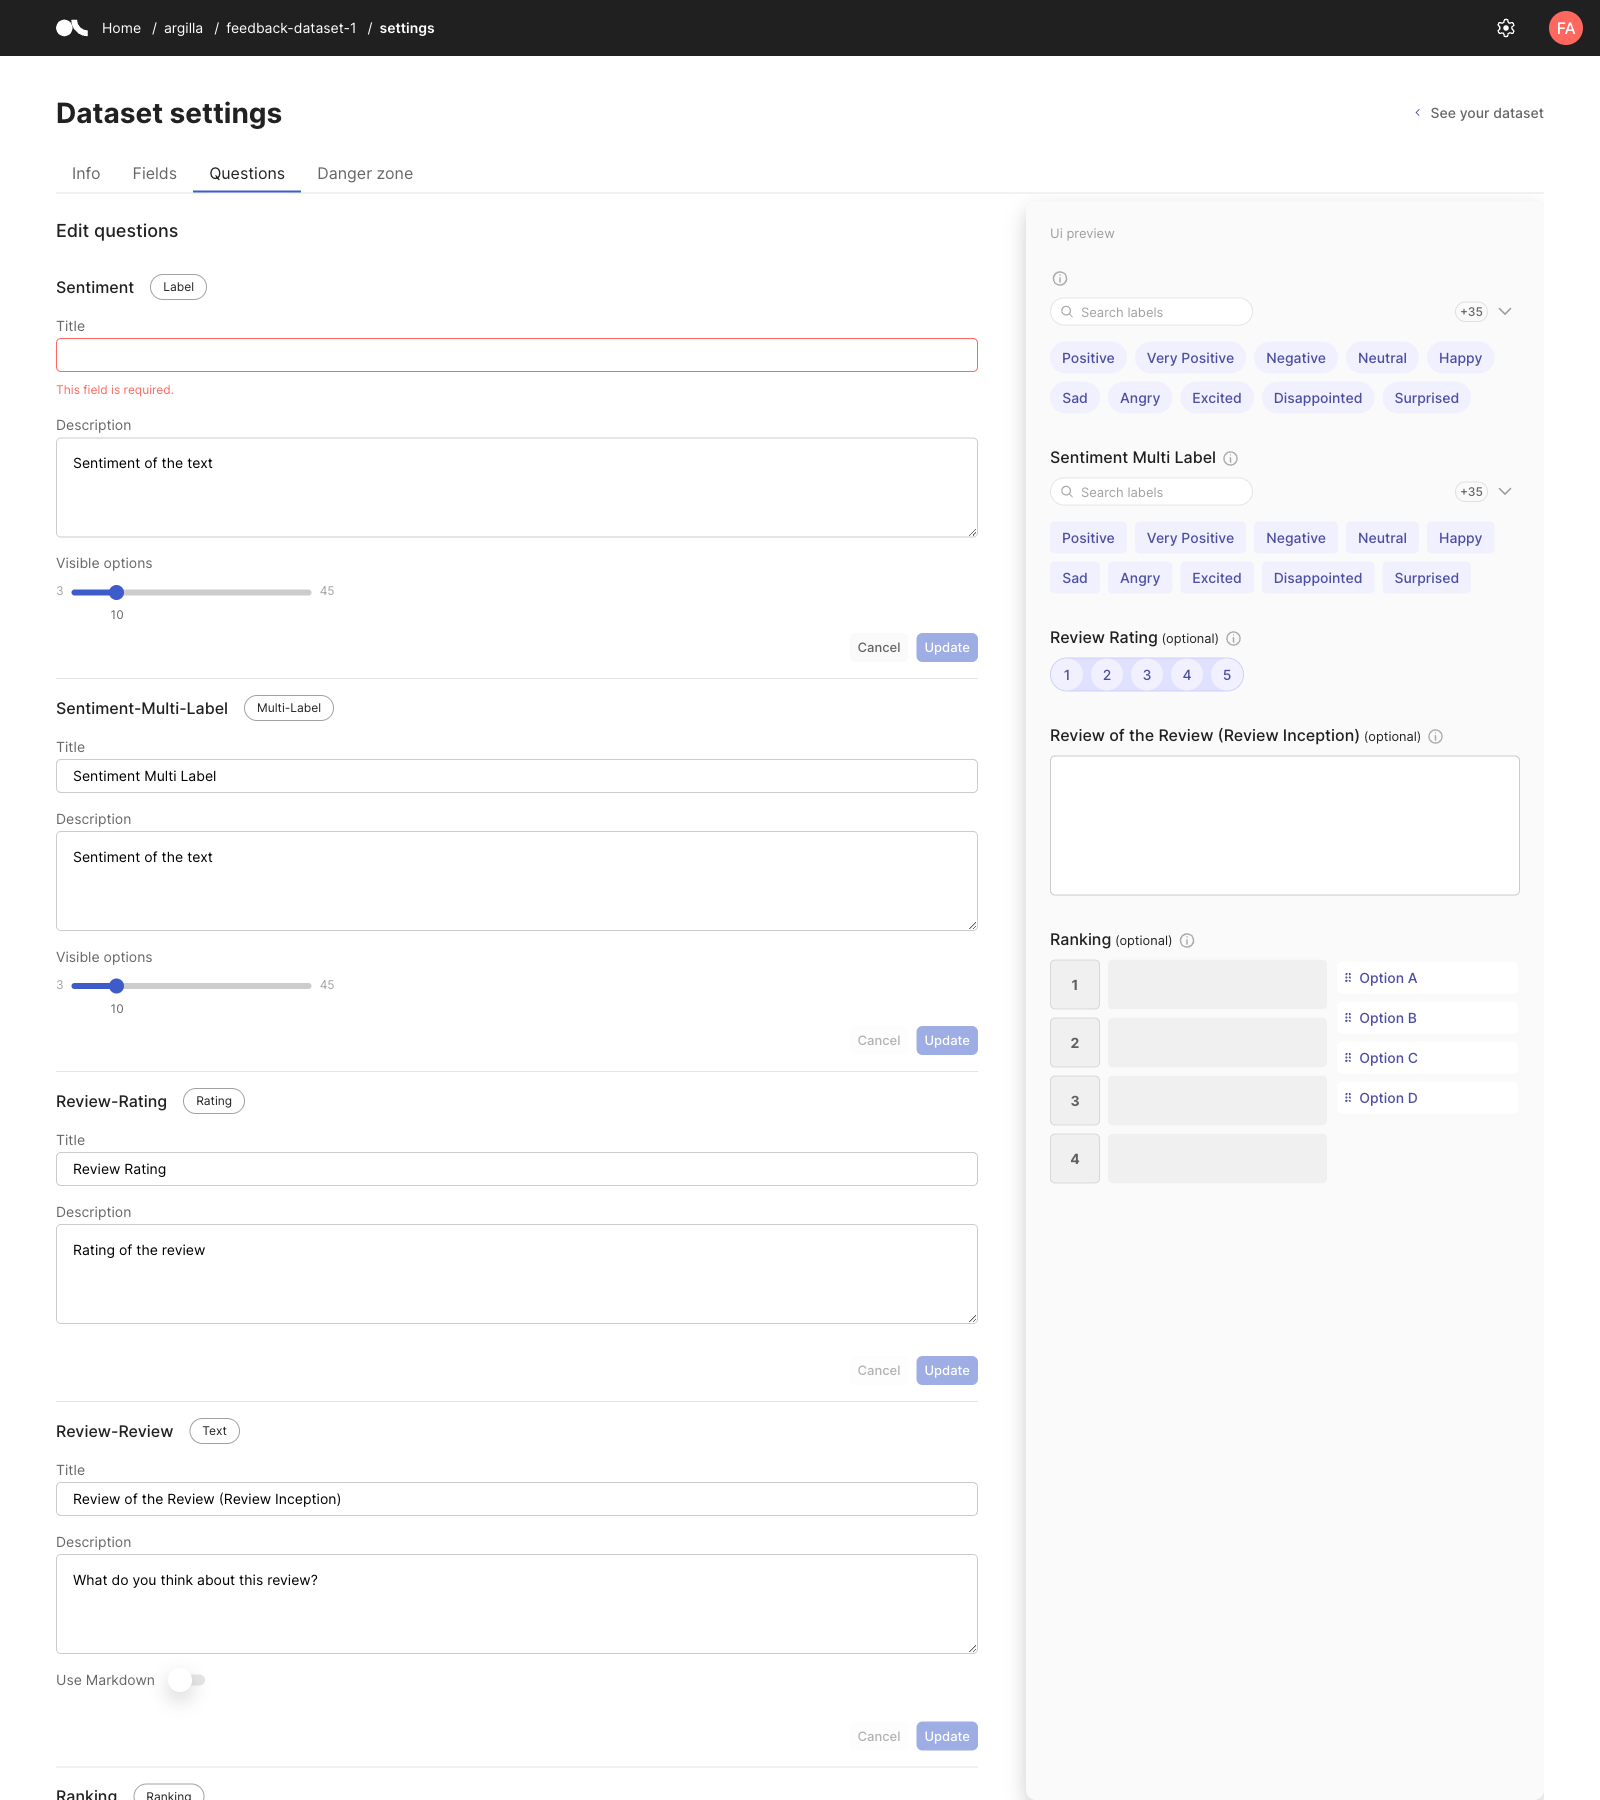 Home / argilla / feedback-dataset-1 / settings
FA
Dataset settings
See your dataset
Info Fields Questions Danger zone
Edit questions
Sentiment Label
Title
This field is required.
Description
Sentiment of the text
Visible options
3 45
10
Cancel Update
Sentiment-Multi-Label Multi-Label
Title
Sentiment Multi Label
Description
Sentiment of the text
Visible options
3 45
10
Cancel Update
Review-Rating Rating
Title
Review Rating
Description
Rating of the review
Cancel Update
Review-Review Text
Title
Review of the Review (Review Inception)
Description
What do you think about this review?
Use Markdown
Cancel Update
Ranking Ranking
Ui preview
Search labels +35
Positive Very Positive Negative Neutral Happy
Sad Angry Excited Disappointed Surprised
Sentiment Multi Label
Search labels +35
Positive Very Positive Negative Neutral Happy
Sad Angry Excited Disappointed Surprised
Review Rating (optional)
1 2 3 4 5
Review of the Review (Review Inception) (optional)
Ranking (optional)
1 Option A
2 Option B
3 Option C
Option D
4